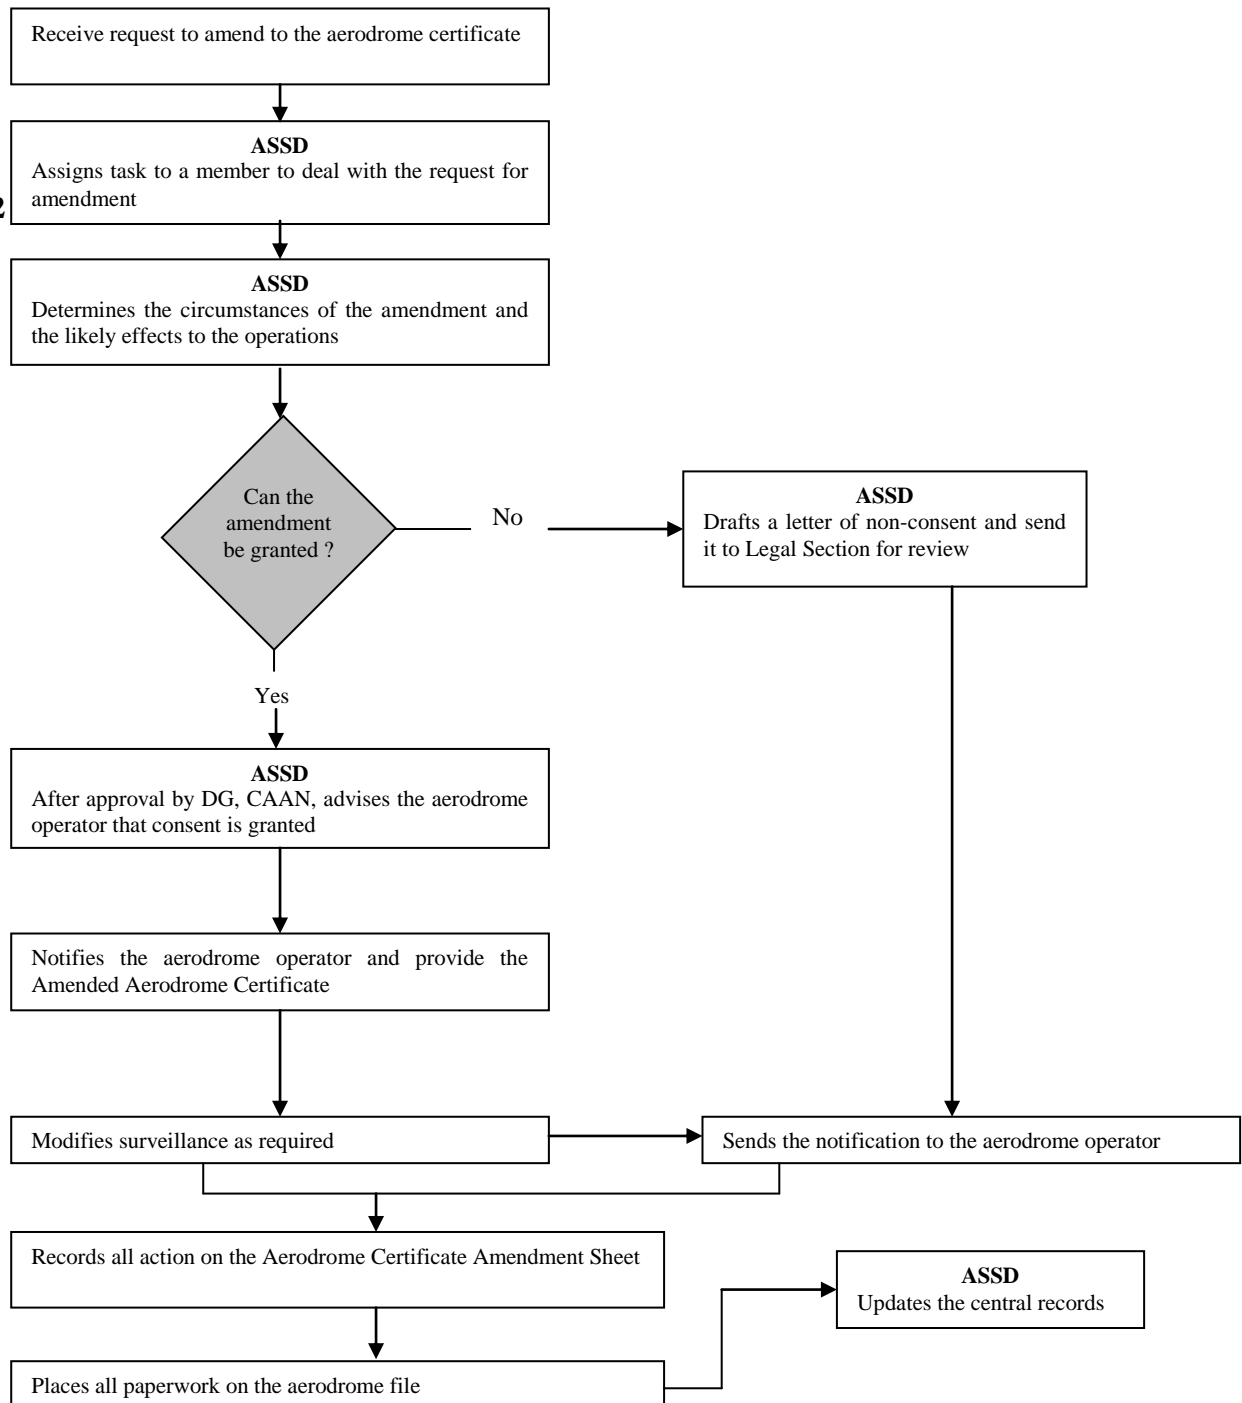 Receive request to amend to the aerodrome certificate
ASSD
Assigns task to a member to deal with the request for
amendment
2
ASSD
Determines the circumstances of the amendment and
the likely effects to the operations
Can the
amendment
be granted ?
No
ASSD
Drafts a letter of non-consent and send
it to Legal Section for review
Yes
ASSD
After approval by DG, CAAN, advises the aerodrome
operator that consent is granted
Notifies the aerodrome operator and provide the
Amended Aerodrome Certificate
Modifies surveillance as required
Sends the notification to the aerodrome operator
Records all action on the Aerodrome Certificate Amendment Sheet
ASSD
Updates the central records
Places all paperwork on the aerodrome file